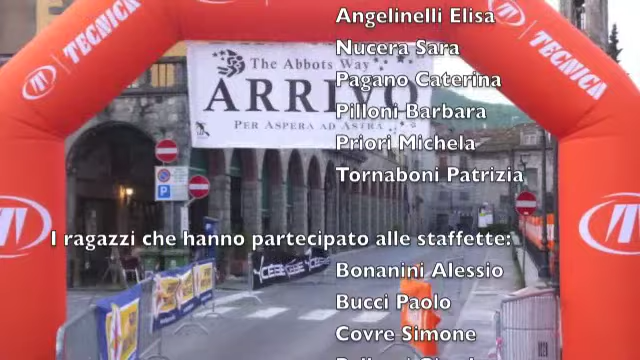 Angelinelli Elisa
Nucera Sara
Pagano Caterina
Pilloni Barbara
Priori Michela
Tornaboni Patrizia
I ragazzi che hanno partecipato alle staffette:
Bonanini Alessio
Bucci Paolo
Covre Simone
TECNICA
TECNICA
The Abbots Way
ARRIVO
PER ASPERA AD ASTRA
P